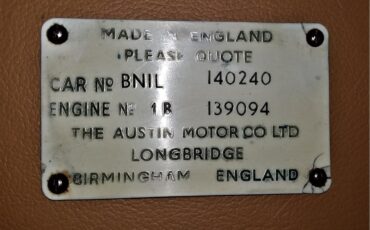 MADE IN ENGLAND
PLEASE QUOTE
CAR No BNIL 140240
ENGINE No 1B 139094
THE AUSTIN MOTOR CO LTD
LONGBRIDGE
BIRMINGHAM ENGLAND